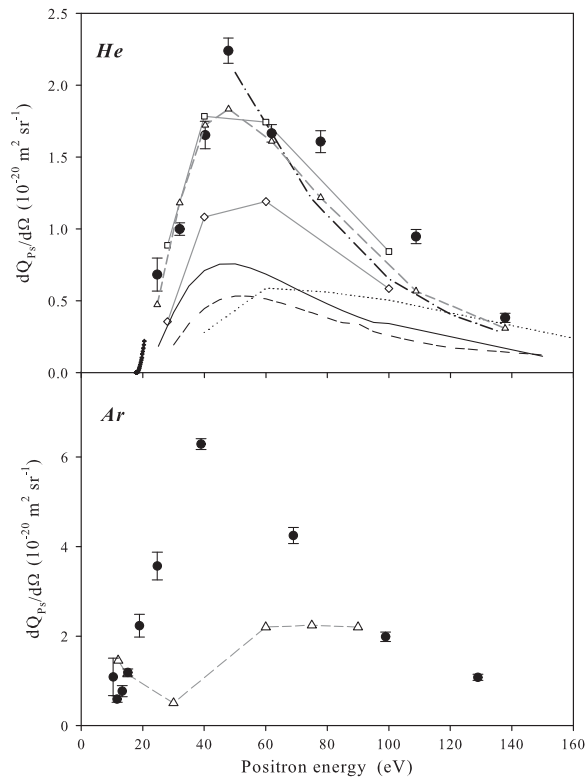 2.5
He
2.0
1.5
1.0
0.5
0.0
dQPs/dΩ (10-20 m2 sr-1)
Ar
6
4
2
0
dQPs/dΩ (10-20 m2 sr-1)
0 20 40 60 80 100 120 140 160
Positron energy (eV)